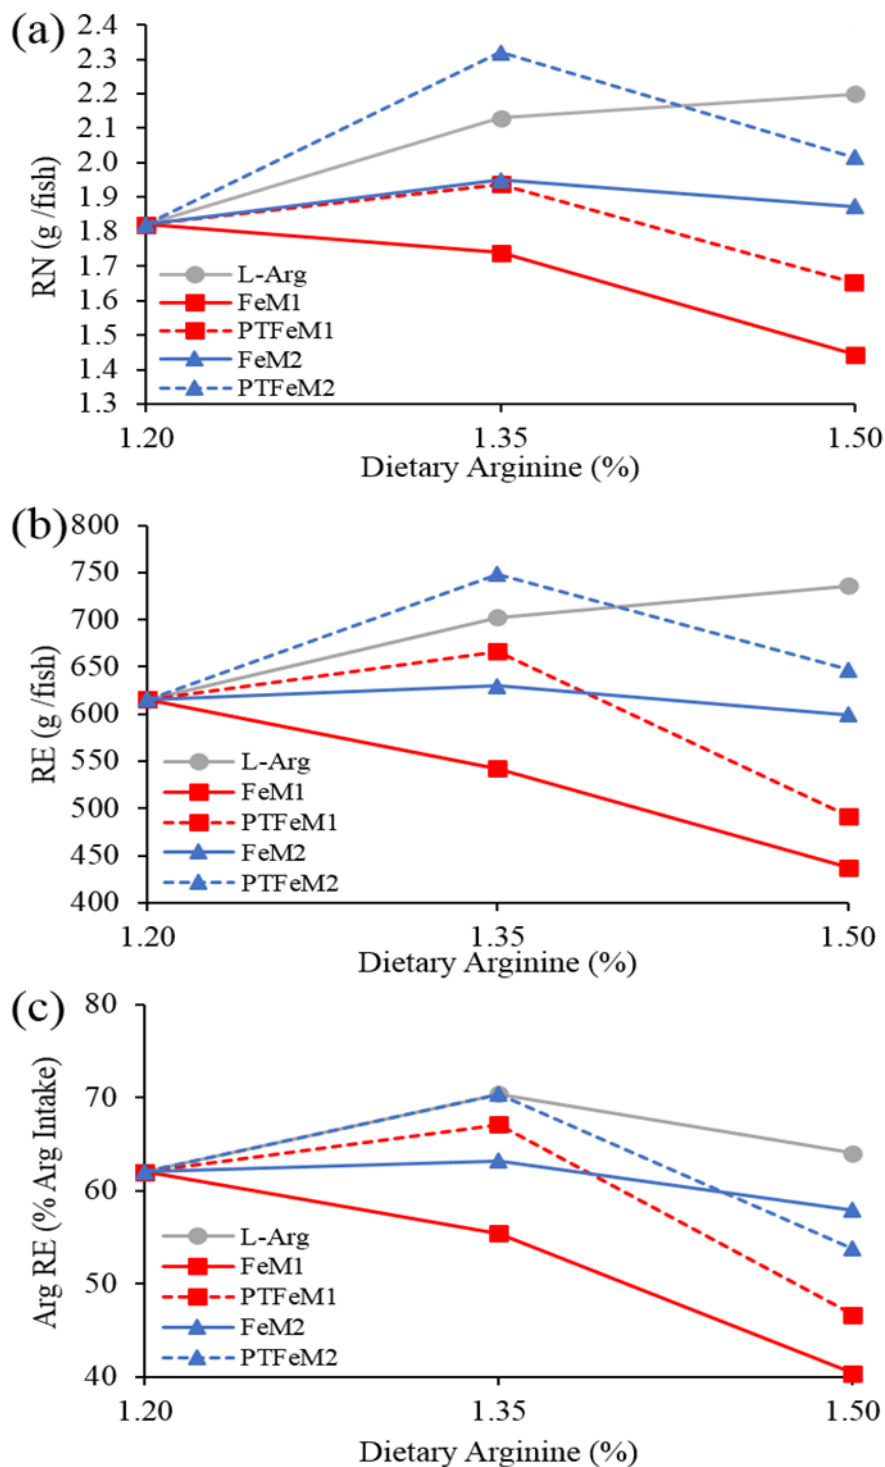 (a)
2.4
2.3
2.2
2.1
2.0
1.9
1.8
1.7
1.6
1.5
1.4
1.3
RN (g /fish)
L-Arg
FeM1
PTFeM1
FeM2
PTFeM2
1.20 1.35 1.50
Dietary Arginine (%)
(b)
800
750
700
650
600
550
500
450
400
RE (g /fish)
L-Arg
FeM1
PTFeM1
FeM2
PTFeM2
1.20 1.35 1.50
Dietary Arginine (%)
(c)
80
70
60
50
40
Arg RE (% Arg Intake)
L-Arg
FeM1
PTFeM1
FeM2
PTFeM2
1.20 1.35 1.50
Dietary Arginine (%)